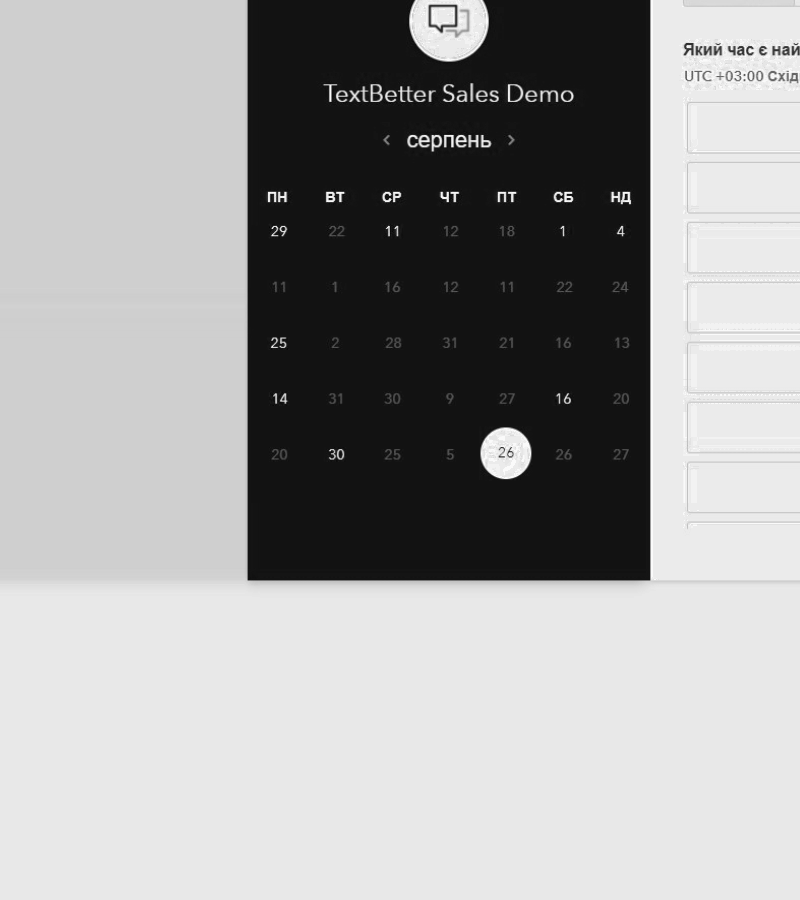 TextBetter Sales Demo
серпень
ПН ВТ СР ЧТ ПТ СБ НД
29 22 11 12 18 1 4
11 1 16 12 11 22 24
25 2 28 31 21 16 13
14 31 30 9 27 16 20
20 30 25 5 26 26 27
Який час є най
UTC +03:00 Схід